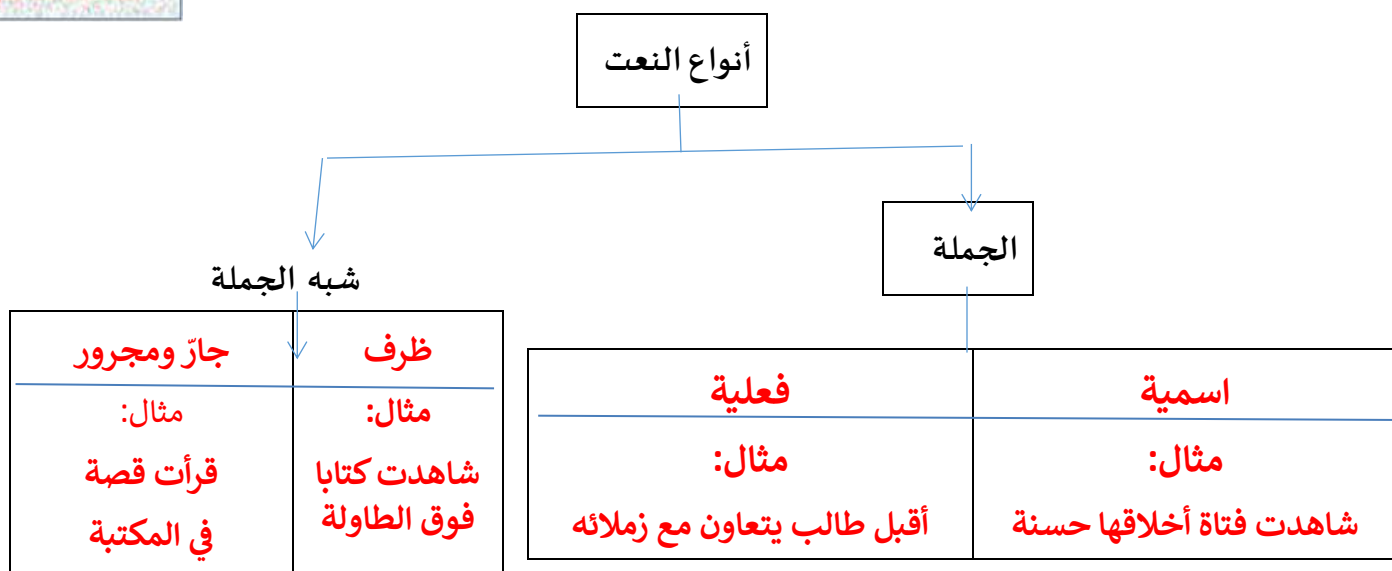 أنواع النعت
الجملة
اسمية
مثال:
شاهدت فتاة أخلاقها حسنة
فعلية
مثال:
أقبل طالب يتعاون مع زملائه
شبه الجملة
ظرف
مثال:
شاهدت كتابا
فوق الطاولة
جارّ ومجرور
مثال:
قرأت قصة
في المكتبة